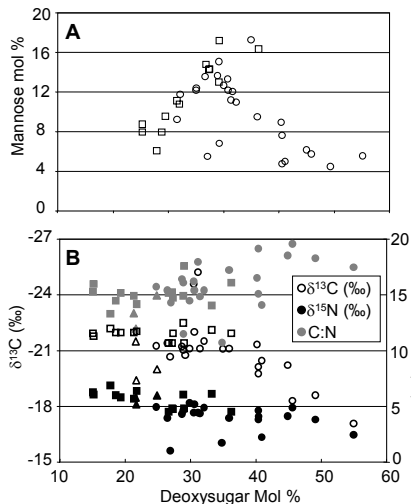 A
20
16
12
8
4
0
Mannose mol %
B
-27
-24
-21
-18
-15
δ¹³C (‰)
20
15
10
5
0
δ¹³C (‰)
δ¹⁵N (‰)
C:N
10 20 30 40 50 60
Deoxysugar Mol %